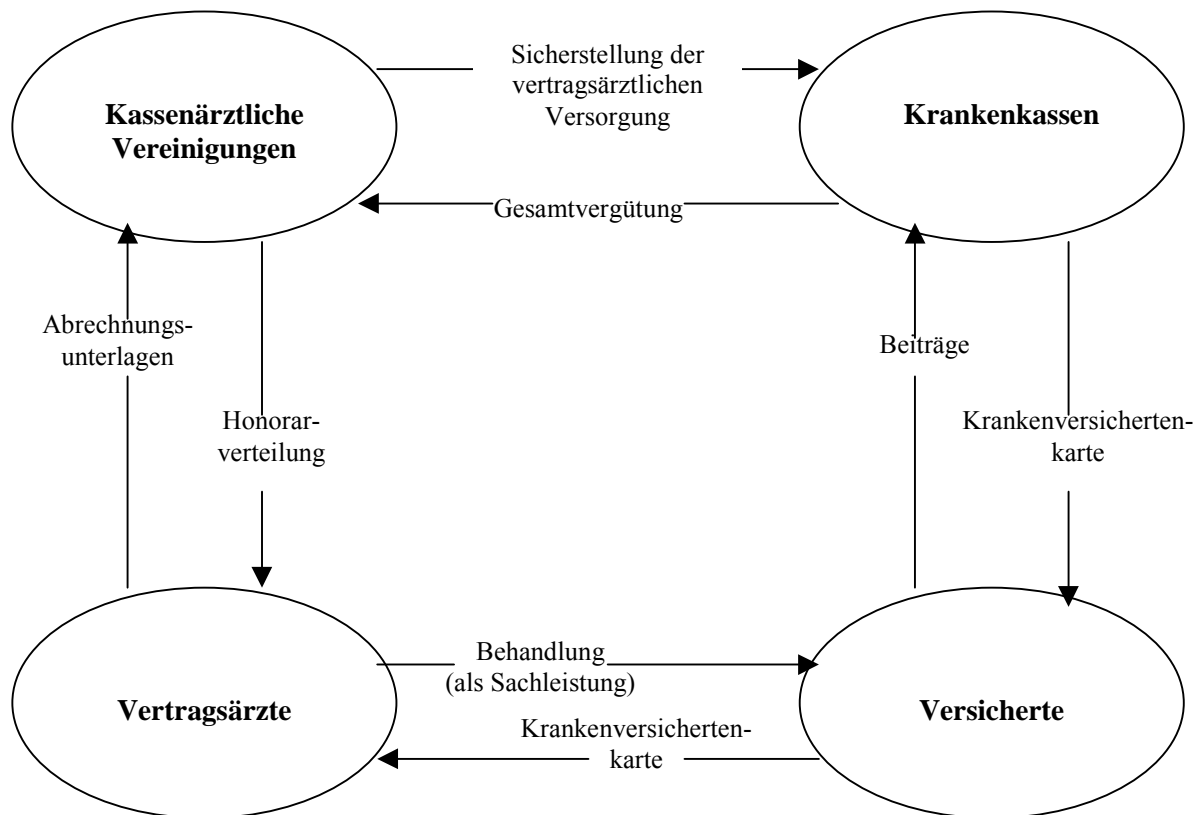 Sicherstellung der
vertragsärztlichen
Versorgung
Kassenärztliche
Vereinigungen
Krankenkassen
Gesamtvergütung
Abrechnungs-
unterlagen
Beiträge
Honorar-
verteilung
Krankenversicherten-
karte
Behandlung
(als Sachleistung)
Vertragsärzte
Versicherte
Krankenversicherten-
karte